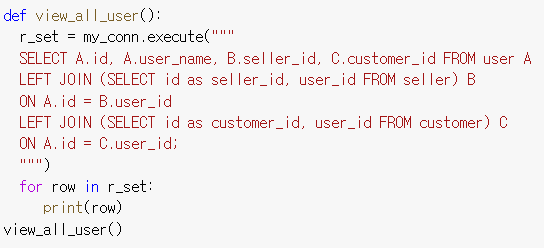 def view_all_user():
  r_set = my_conn.execute("""
  SELECT A.id, A.user_name, B.seller_id, C.customer_id FROM user A
  LEFT JOIN (SELECT id as seller_id, user_id FROM seller) B
  ON A.id = B.user_id
  LEFT JOIN (SELECT id as customer_id, user_id FROM customer) C
  ON A.id = C.user_id;
  """)
  for row in r_set:
     print(row)
view_all_user()